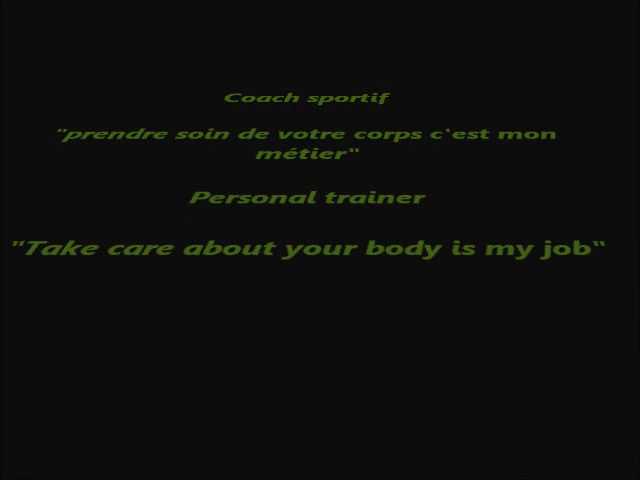 Coach sportif
"prendre soin de votre corps c'est mon
métier"
Personal trainer
"Take care about your body is my job“